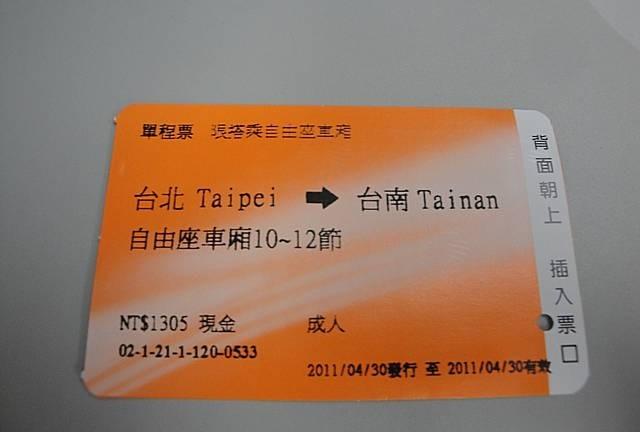 單程票 張搭乘自由座車廂
台北 Taipei ➡ 台南 Tainan
自由座車廂10~12節
NT$1305 現金 成人
02-1-21-1-120-0533
2011/04/30發行 至 2011/04/30有效
背面朝上 插入票口